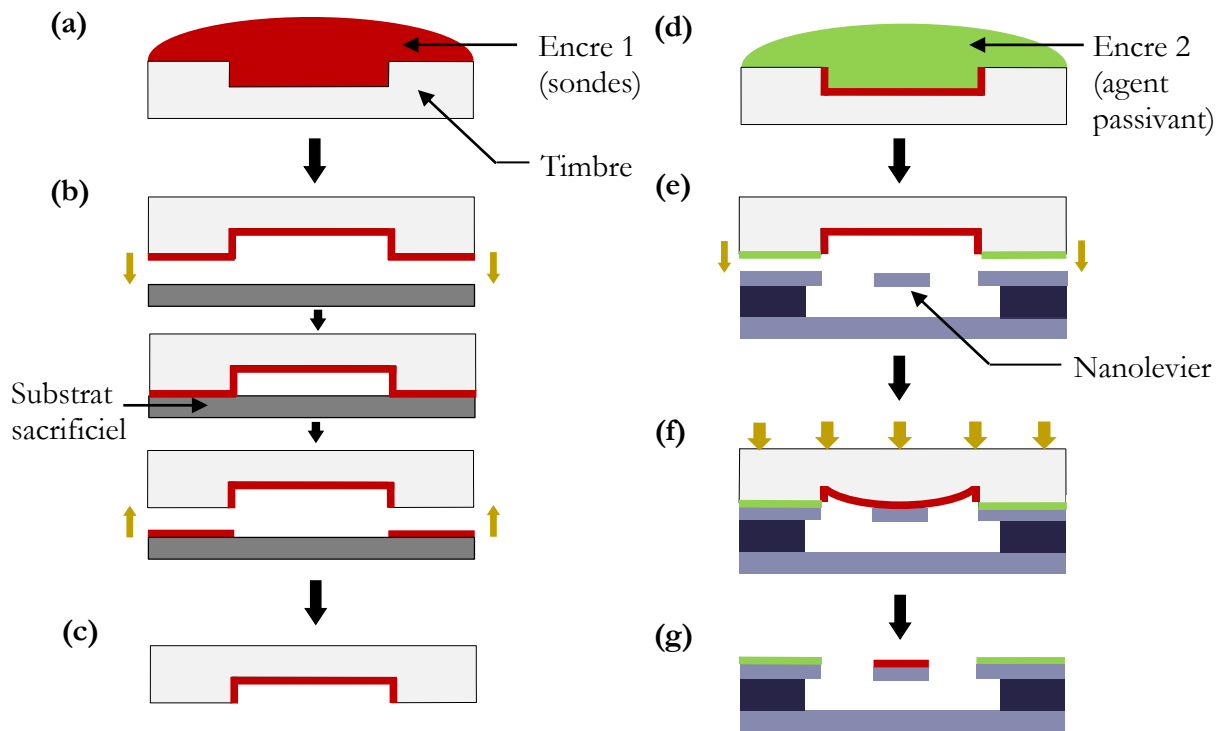 (a)
Encre 1
(sondes)
Timbre
(b)
Substrat
sacrificiel
(c)
(d)
Encre 2
(agent
passivant)
(e)
Nanolevier
(f)
(g)